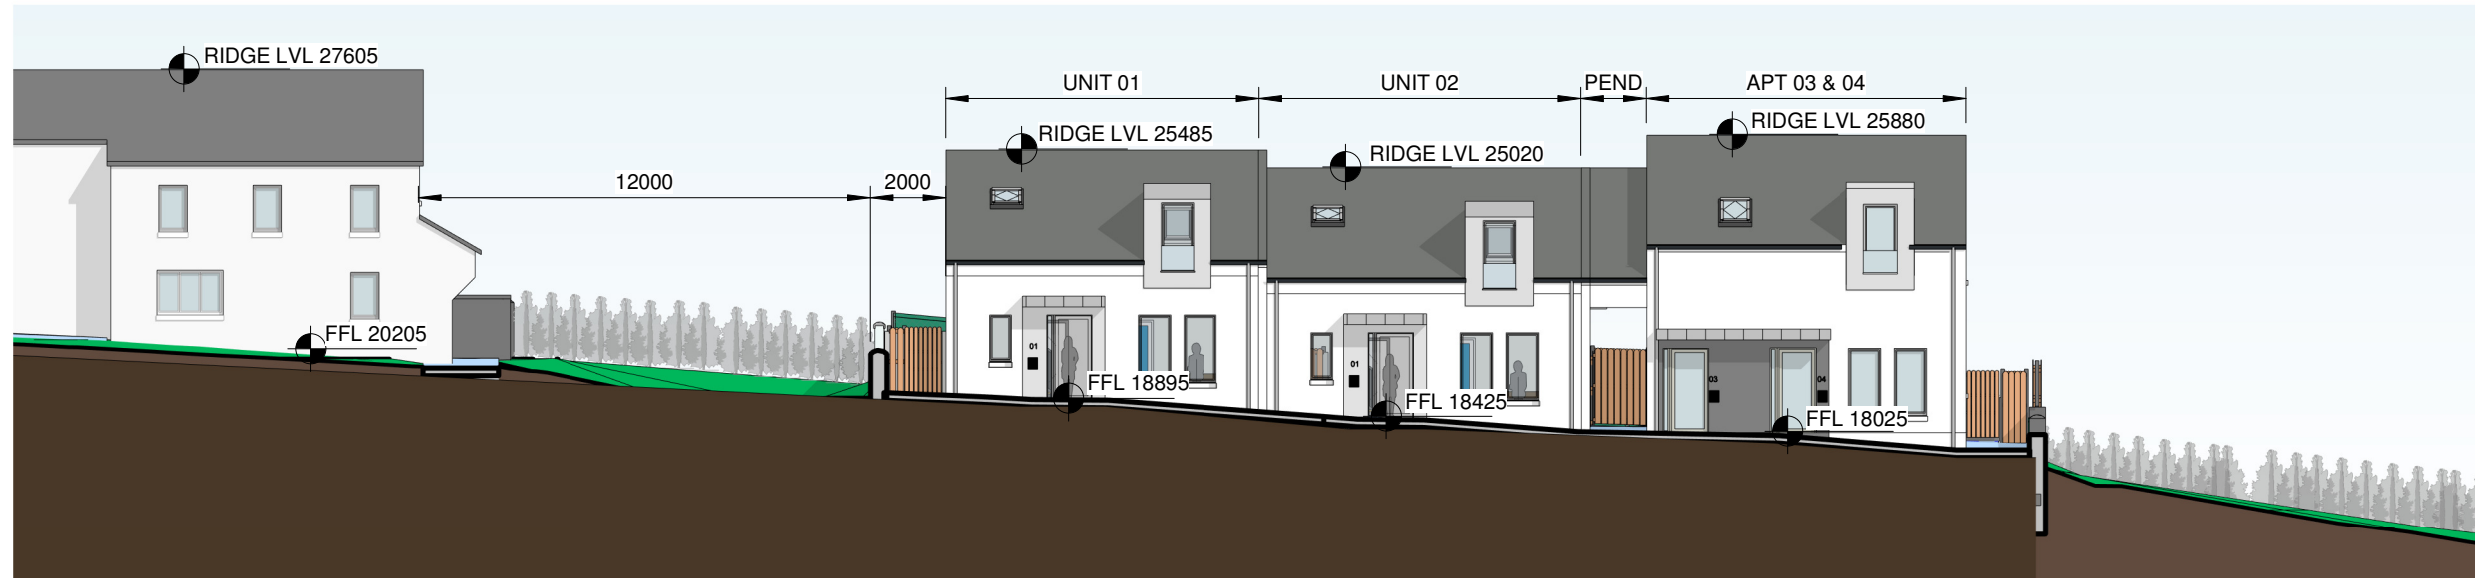 RIDGE LVL 27605
UNIT 01
UNIT 02
PEND
APT 03 & 04
RIDGE LVL 25485
RIDGE LVL 25020
RIDGE LVL 25880
12000
2000
FFL 20205
01
FFL 18895
01
FFL 18425
03
04
FFL 18025